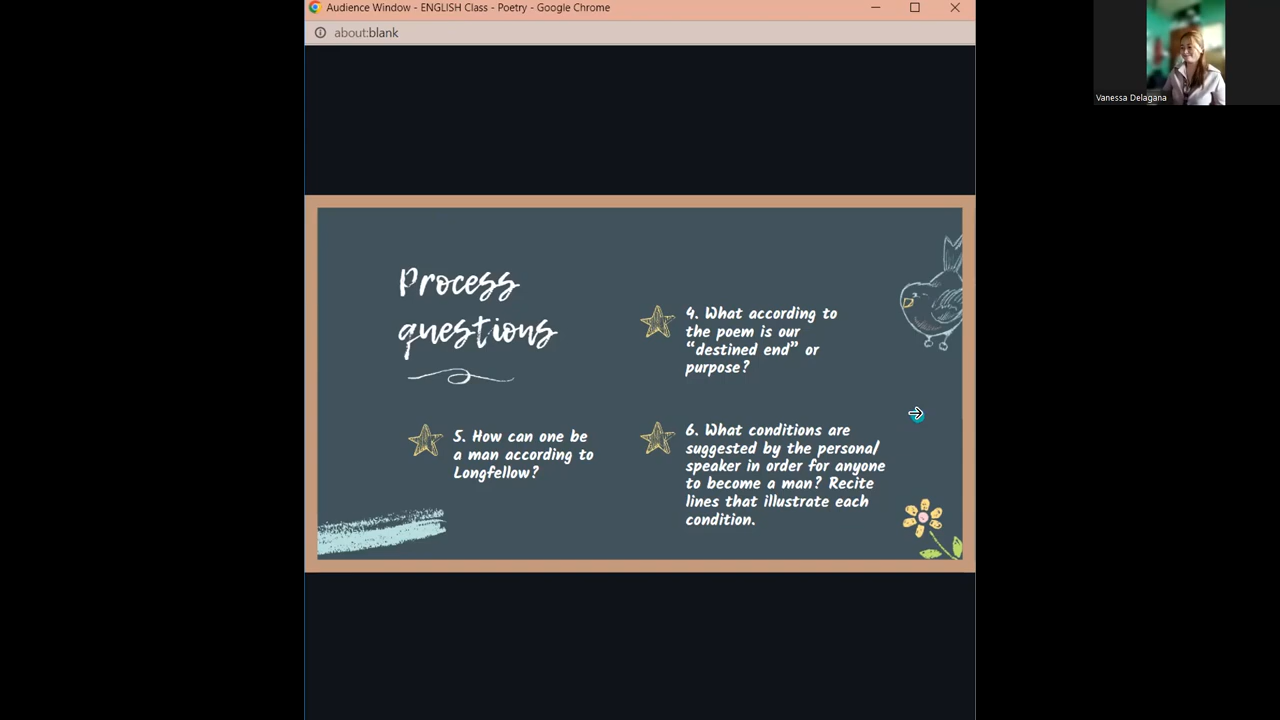 Audience Window - ENGLISH Class - Poetry - Google Chrome
about:blank
Vanessa Delagana
Process
questions
4. What according to
the poem is our
“destined end” or
purpose?
5. How can one be
a man according to
Longfellow?
6. What conditions are
suggested by the personal
speaker in order for anyone
to become a man? Recite
lines that illustrate each
condition.